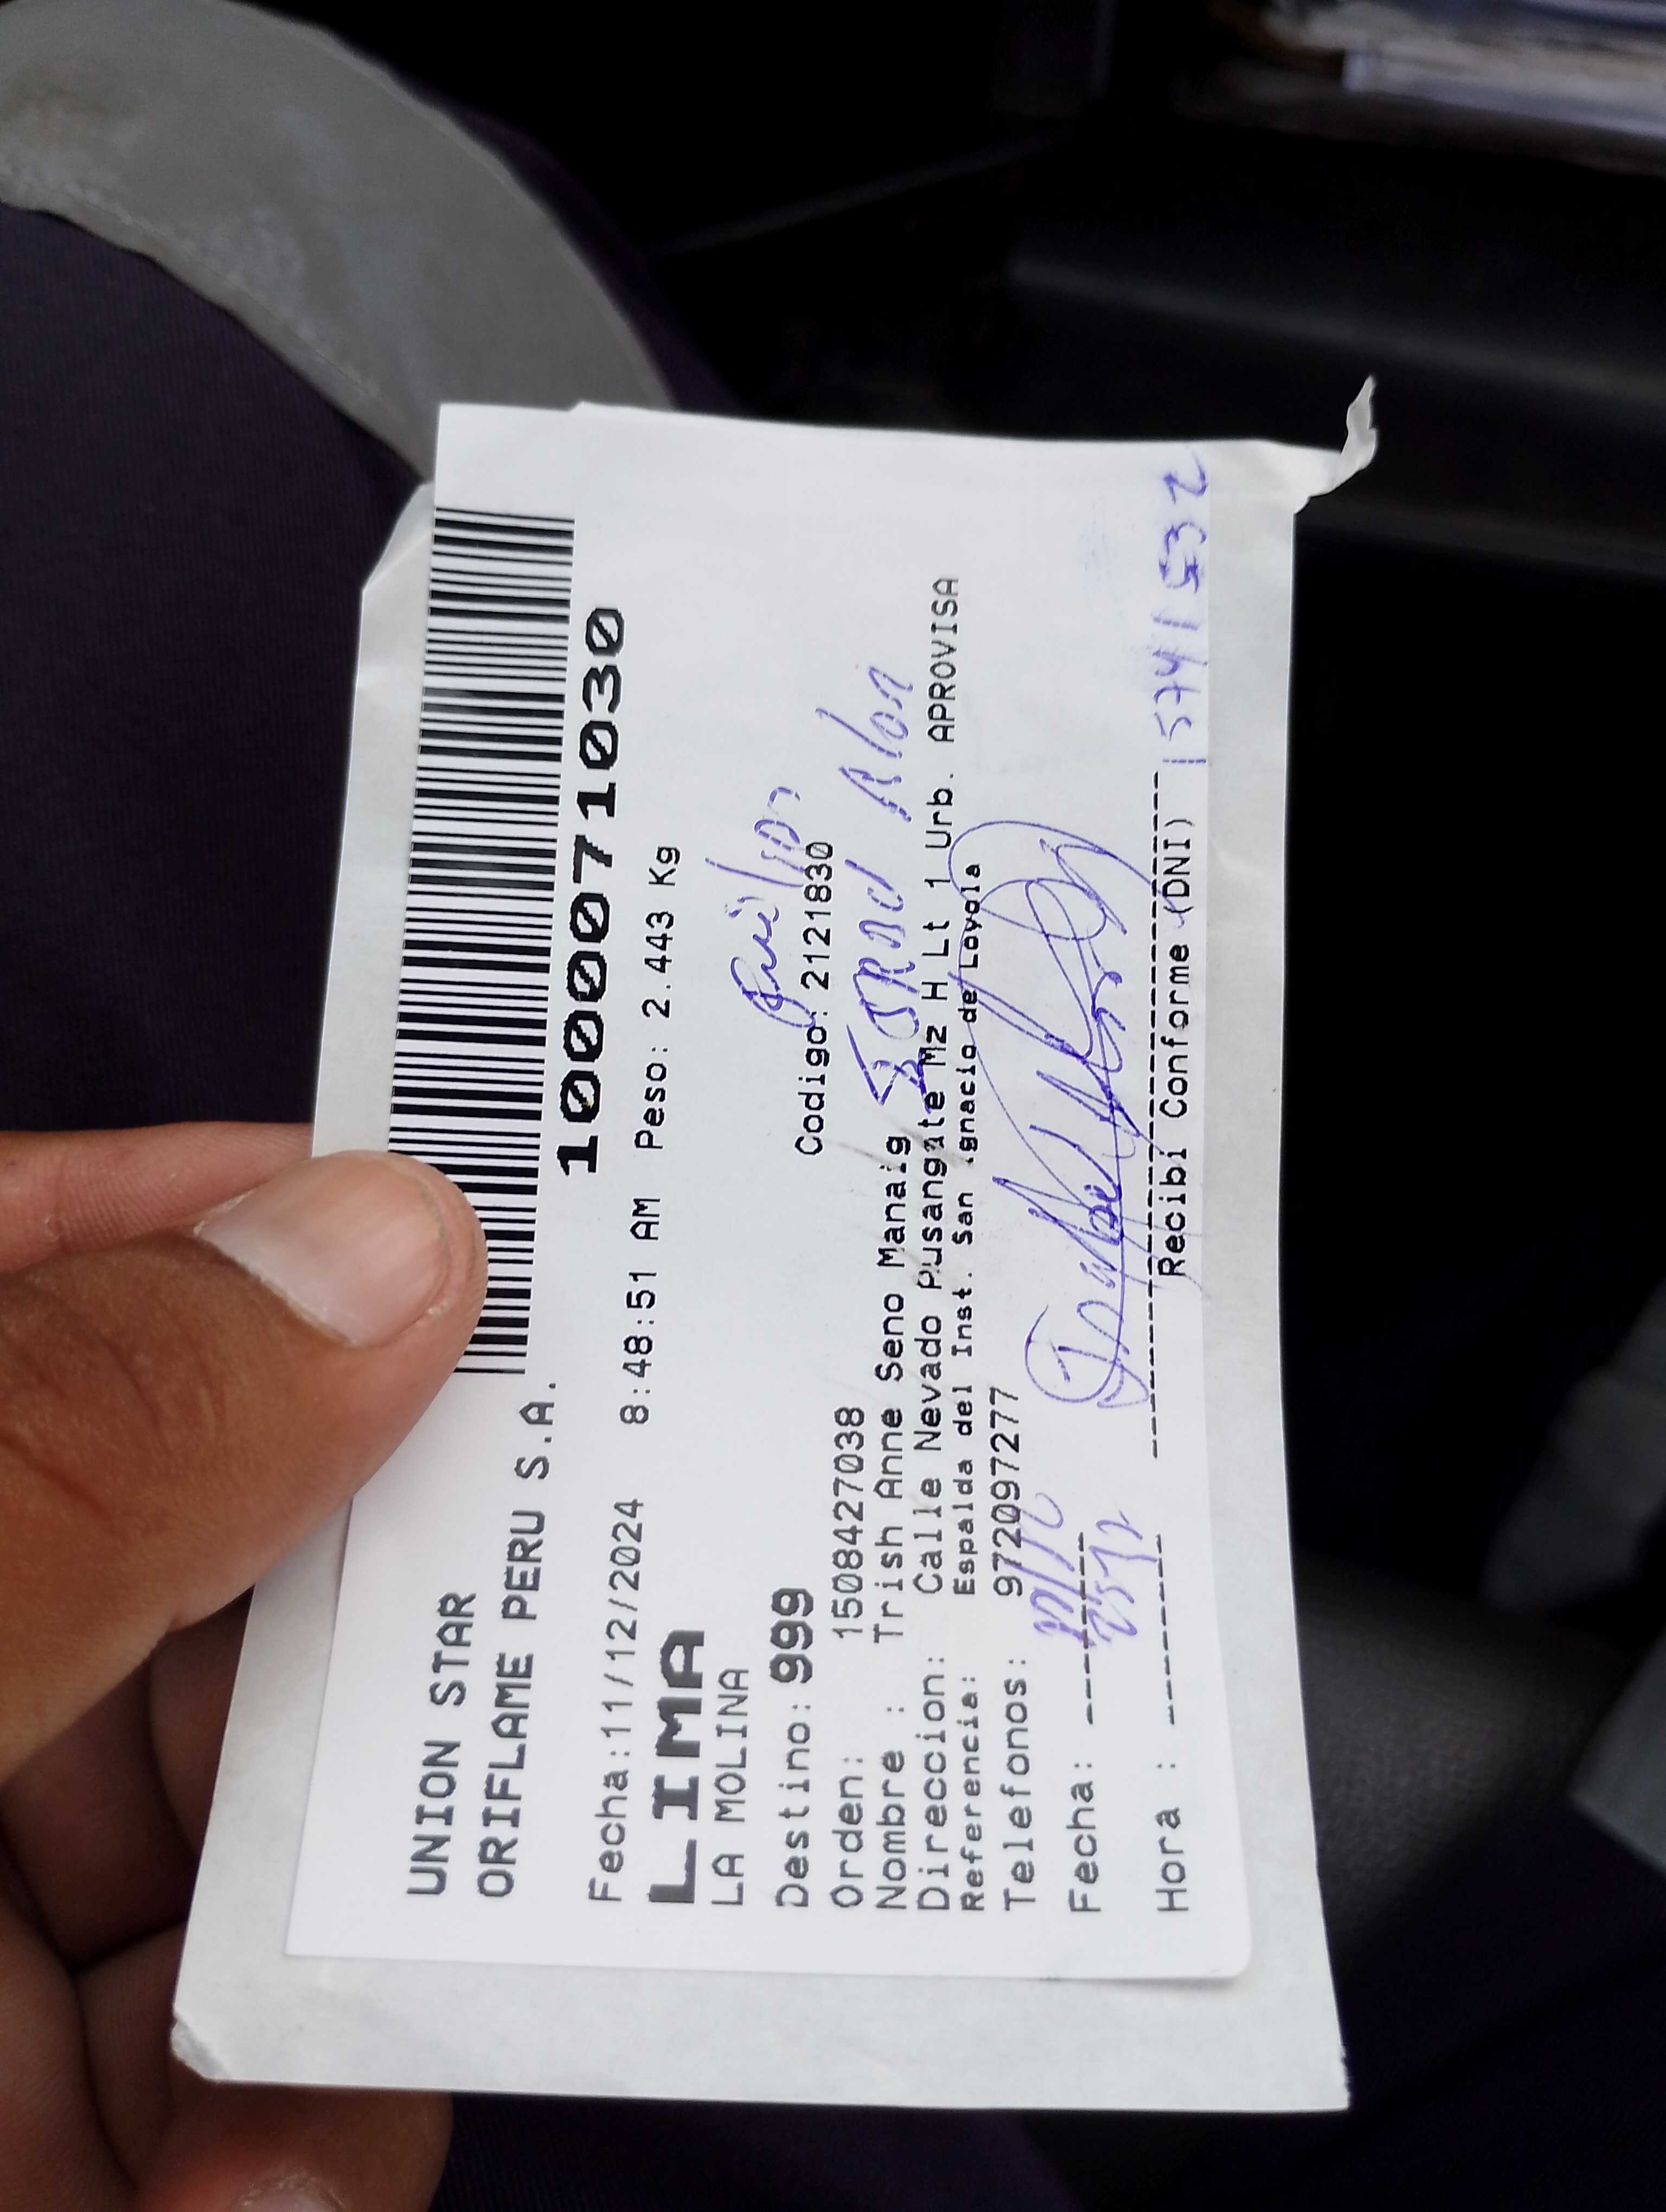 UNION STAR
ORIFLAME PERU S.A.
1000071030
Fecha:11/12/2024 8:48:51 AM Peso: 2.443 Kg
LIMA
LA MOLINA
Destino: 999 Codigo: 2121830
Orden: 1508427038
Nombre : Trish Anne Seno Manaig
Direccion: Calle Nevado Pusangate Mz H Lt 1 Urb. APROVISA
Referencia: Espalda del Inst. San Ignacio de Loyola
Telefonos: 972097277
Fecha:
Hora :
Recibi Conforme (DNI) 15741532